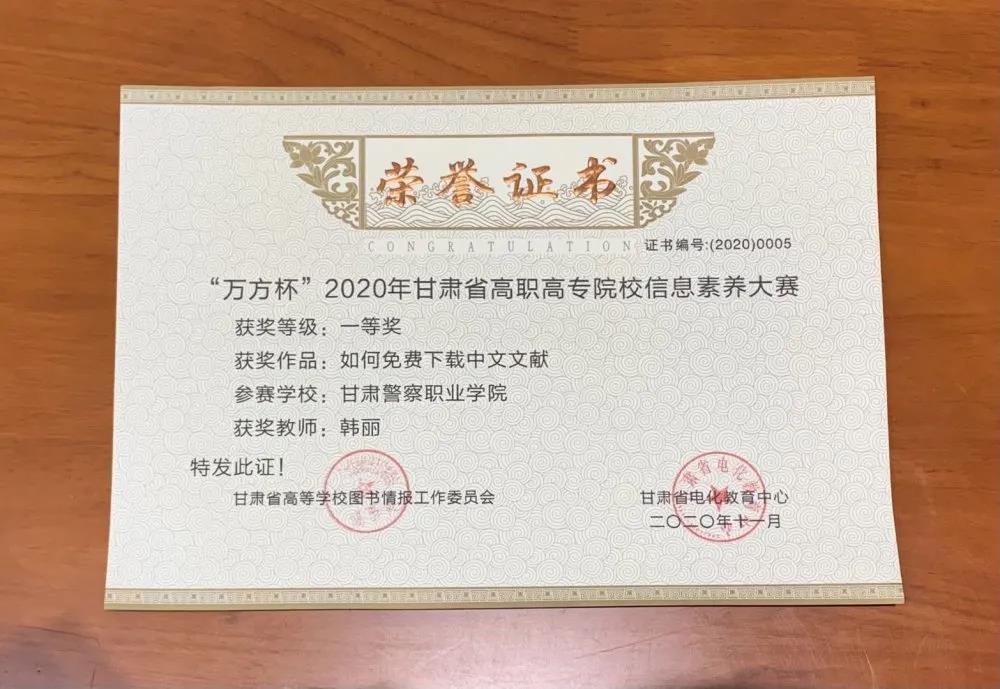 荣誉证书
CONGRATULATION
证书编号:(2020)0005
“万方杯”2020年甘肃省高职高专院校信息素养大赛
获奖等级：一等奖
获奖作品：如何免费下载中文文献
参赛学校：甘肃警察职业学院
获奖教师：韩丽
特发此证！
甘肃省高等学校图书情报工作委员会
甘肃省电化教育中心
二〇二〇年十一月